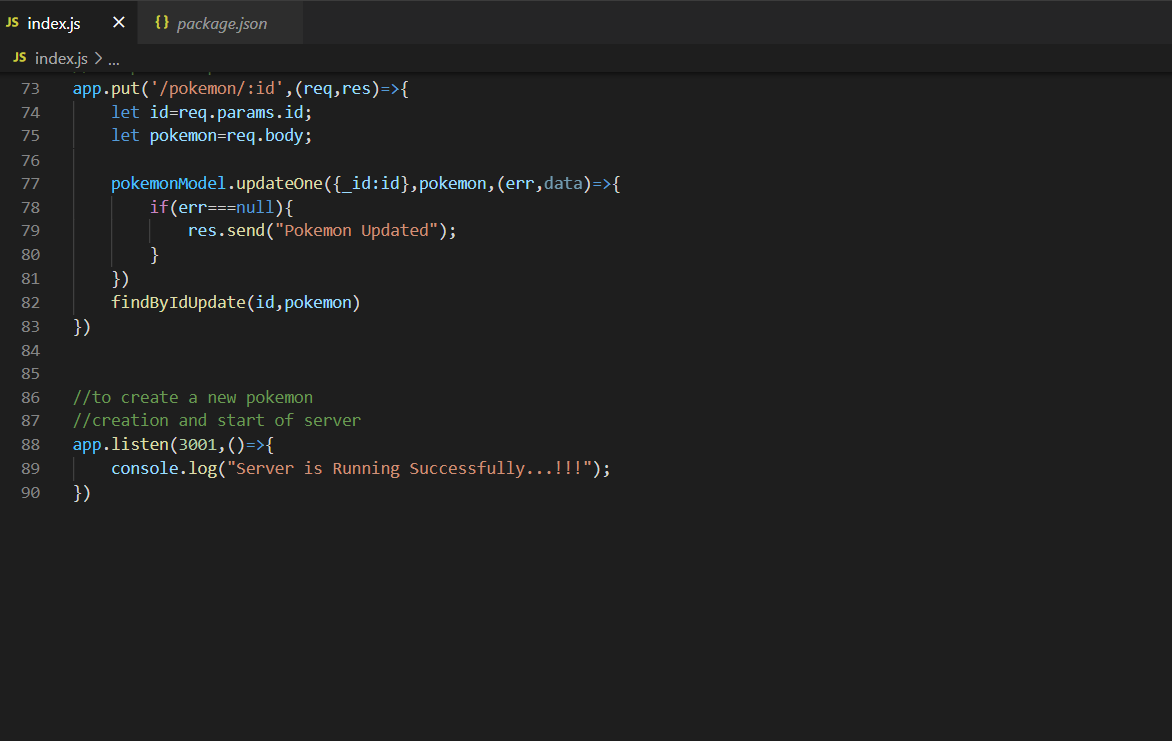 JS index.js × {} package.json
JS index.js > ...
73 app.put('/pokemon/:id',(req,res)=>{
74     let id=req.params.id;
75     let pokemon=req.body;
76
77     pokemonModel.updateOne({_id:id},pokemon,(err,data)=>{
78         if(err===null){
79             res.send("Pokemon Updated");
80         }
81     })
82     findByIdUpdate(id,pokemon)
83 })
84
85
86 //to create a new pokemon
87 //creation and start of server
88 app.listen(3001,()=>{
89     console.log("Server is Running Successfully...!!!");
90 })